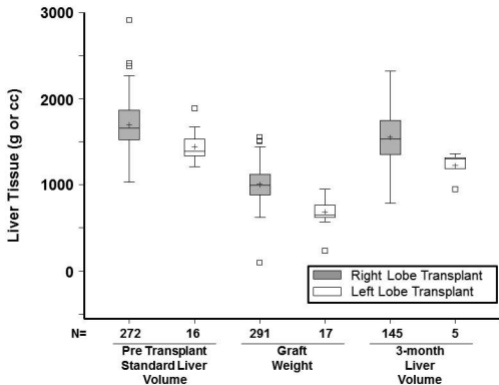 3000
2000
1000
0
Liver Tissue (g or cc)
Right Lobe Transplant
Left Lobe Transplant
N= 272 16 291 17 145 5
Pre Transplant
Standard Liver
Volume
Graft
Weight
3-month
Liver
Volume